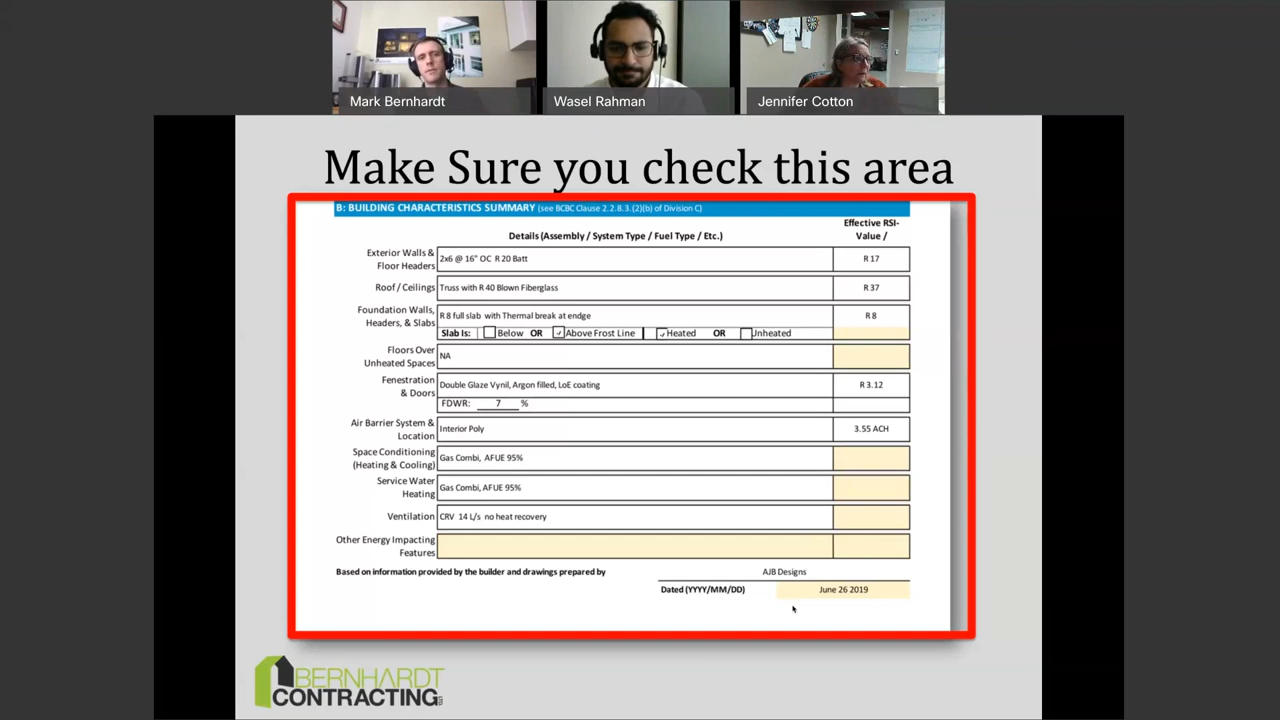 Mark Bernhardt
Wasel Rahman
Jennifer Cotton
Make Sure you check this area
B: BUILDING CHARACTERISTICS SUMMARY (see BCBC Clause 2.2.8.3.(2)(b) of Division C)
Details (Assembly / System Type / Fuel Type / Etc.)
Effective RSI-
Value /
Exterior Walls &
Floor Headers
2x6 @ 16" OC R 20 Batt
R 17
Roof / Ceilings
Truss with R 40 Blown Fiberglass
R 37
Foundation Walls,
Headers, & Slabs
R 8 full slab with Thermal break at endge
R 8
Slab Is: Below OR Above Frost Line Heated OR Unheated
Floors Over
Unheated Spaces
NA
Fenestration
& Doors
Double Glaze Vynil, Argon filled, LoE coating
R 3.12
FDWR: 7 %
Air Barrier System &
Location
Interior Poly
3.55 ACH
Space Conditioning
(Heating & Cooling)
Gas Combi, AFUE 95%
Service Water
Heating
Gas Combi, AFUE 95%
Ventilation
CRV 14 L/s no heat recovery
Other Energy Impacting
Features
Based on information provided by the builder and drawings prepared by
AJB Designs
Dated (YYYY/MM/DD)
June 26 2019
BERNHARDT
CONTRACTING